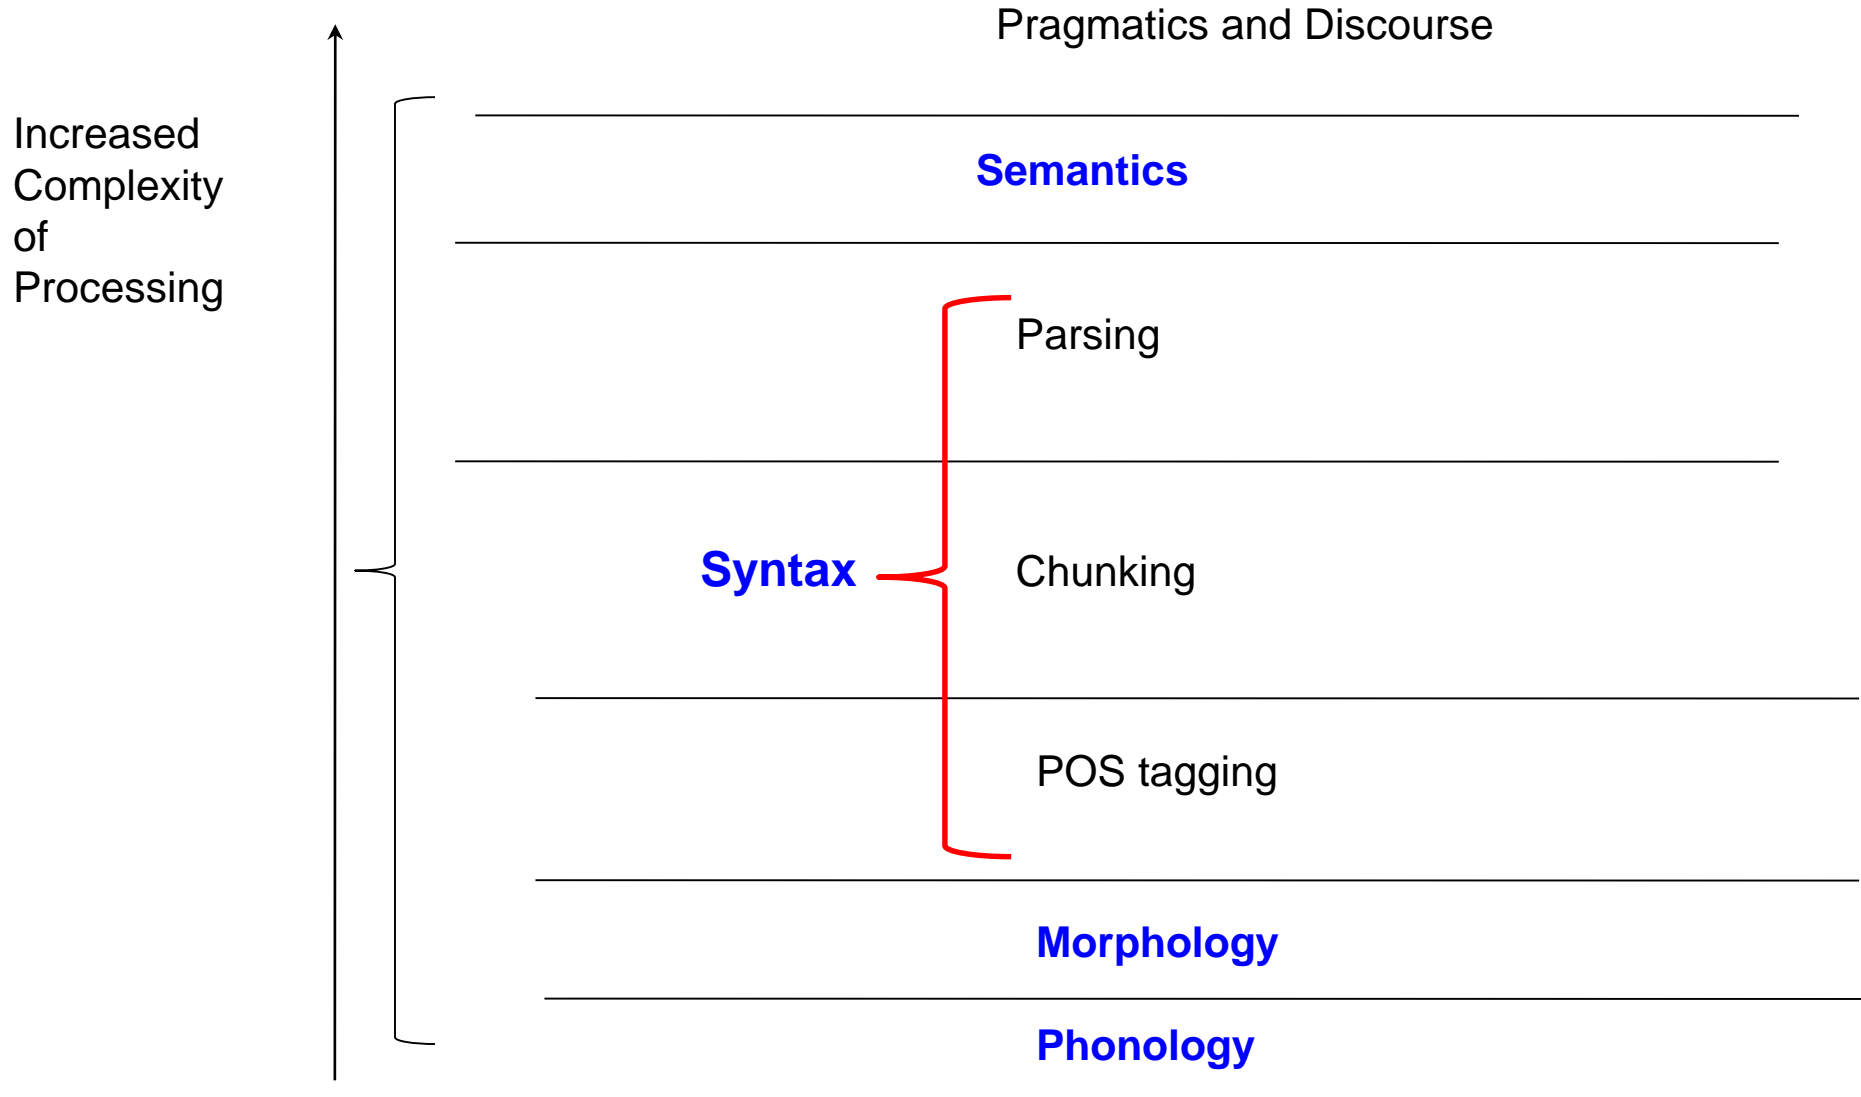 Pragmatics and Discourse
Increased
Complexity
of
Processing
Semantics
Parsing
Syntax
Chunking
POS tagging
Morphology
Phonology